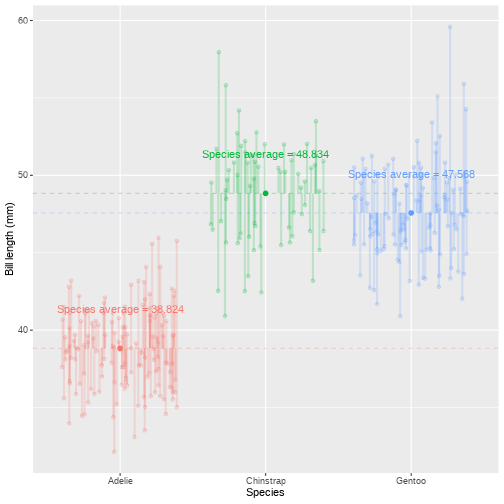 60
Species average = 48.834
50
Species average = 47.568
Bill length (mm)
Species average = 38.824
40
Adelie
Chinstrap
Gentoo
Species